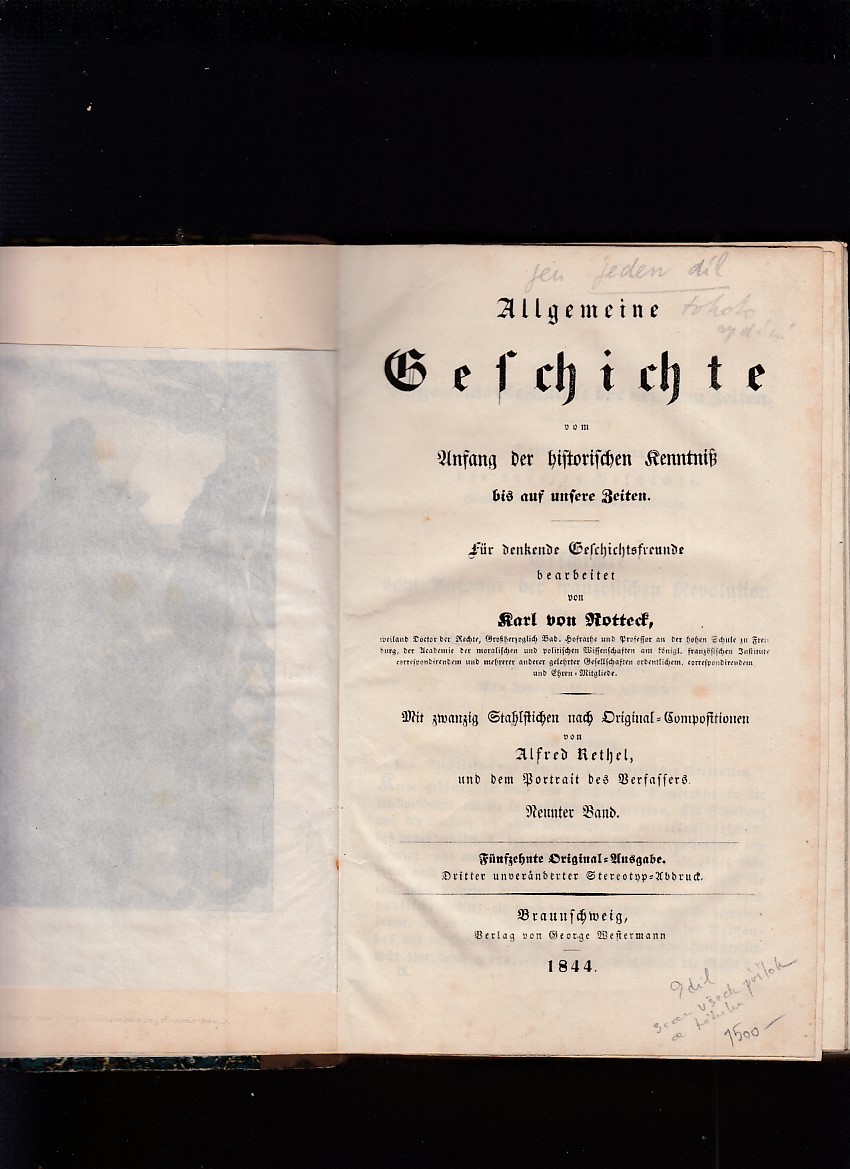 jen jeden díl
Allgemeine tohoto
vydání
Geſchichte
vom
Anfang der hiſtoriſchen Kenntniß
bis auf unſere Zeiten.
Für denkende Geſchichtsfreunde
bearbeitet
von
Karl von Rotteck,
weiland Doctor der Rechte, Großherzoglich Bad. Hofrathe und Profeſſor an der hohen Schule zu Frei-
burg, der Academie der moraliſchen und politiſchen Wiſſenſchaften am königl. franzöſiſchen Inſtitute
correſpondirendem und mehrerer anderer gelehrter Geſellſchaften ordentlichem, correſpondirendem
und Ehren-Mitgliede.
Mit zwanzig Stahlſtichen nach Original-Compoſitionen
von
Alfred Rethel,
und dem Portrait des Verfaſſers.
Neunter Band.
Fünfzehnte Original-Ausgabe.
Dritter unveränderter Stereotyp-Abdruck.
Braunſchweig,
Verlag von George Weſtermann
1844.
9 díl
všech příloh
a
1500—